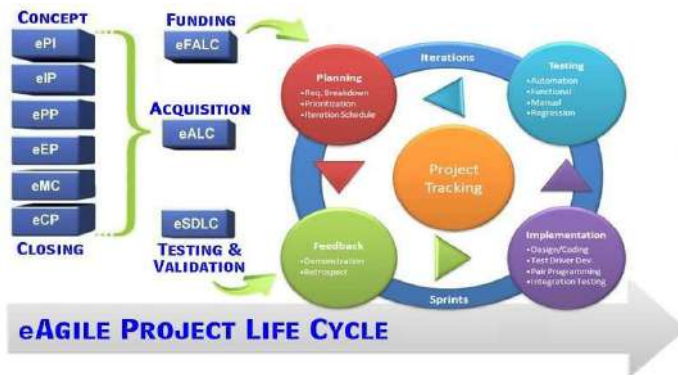 CONCEPT
ePI
eIP
ePP
eEP
eMC
eCP
CLOSING
FUNDING
eFALC
ACQUISITION
eALC
eSDLC
TESTING &
VALIDATION
Iterations
Planning
•Req. Breakdown
•Prioritization
•Iteration Schedule
Testing
•Automation
•Functional
•Manual
•Regression
Project
Tracking
Feedback
•Demonstration
•Retrospect
Implementation
•Design/Coding
•Test Driver Dev.
•Pair Programming
•Integration Testing
Sprints
eAGILE PROJECT LIFE CYCLE